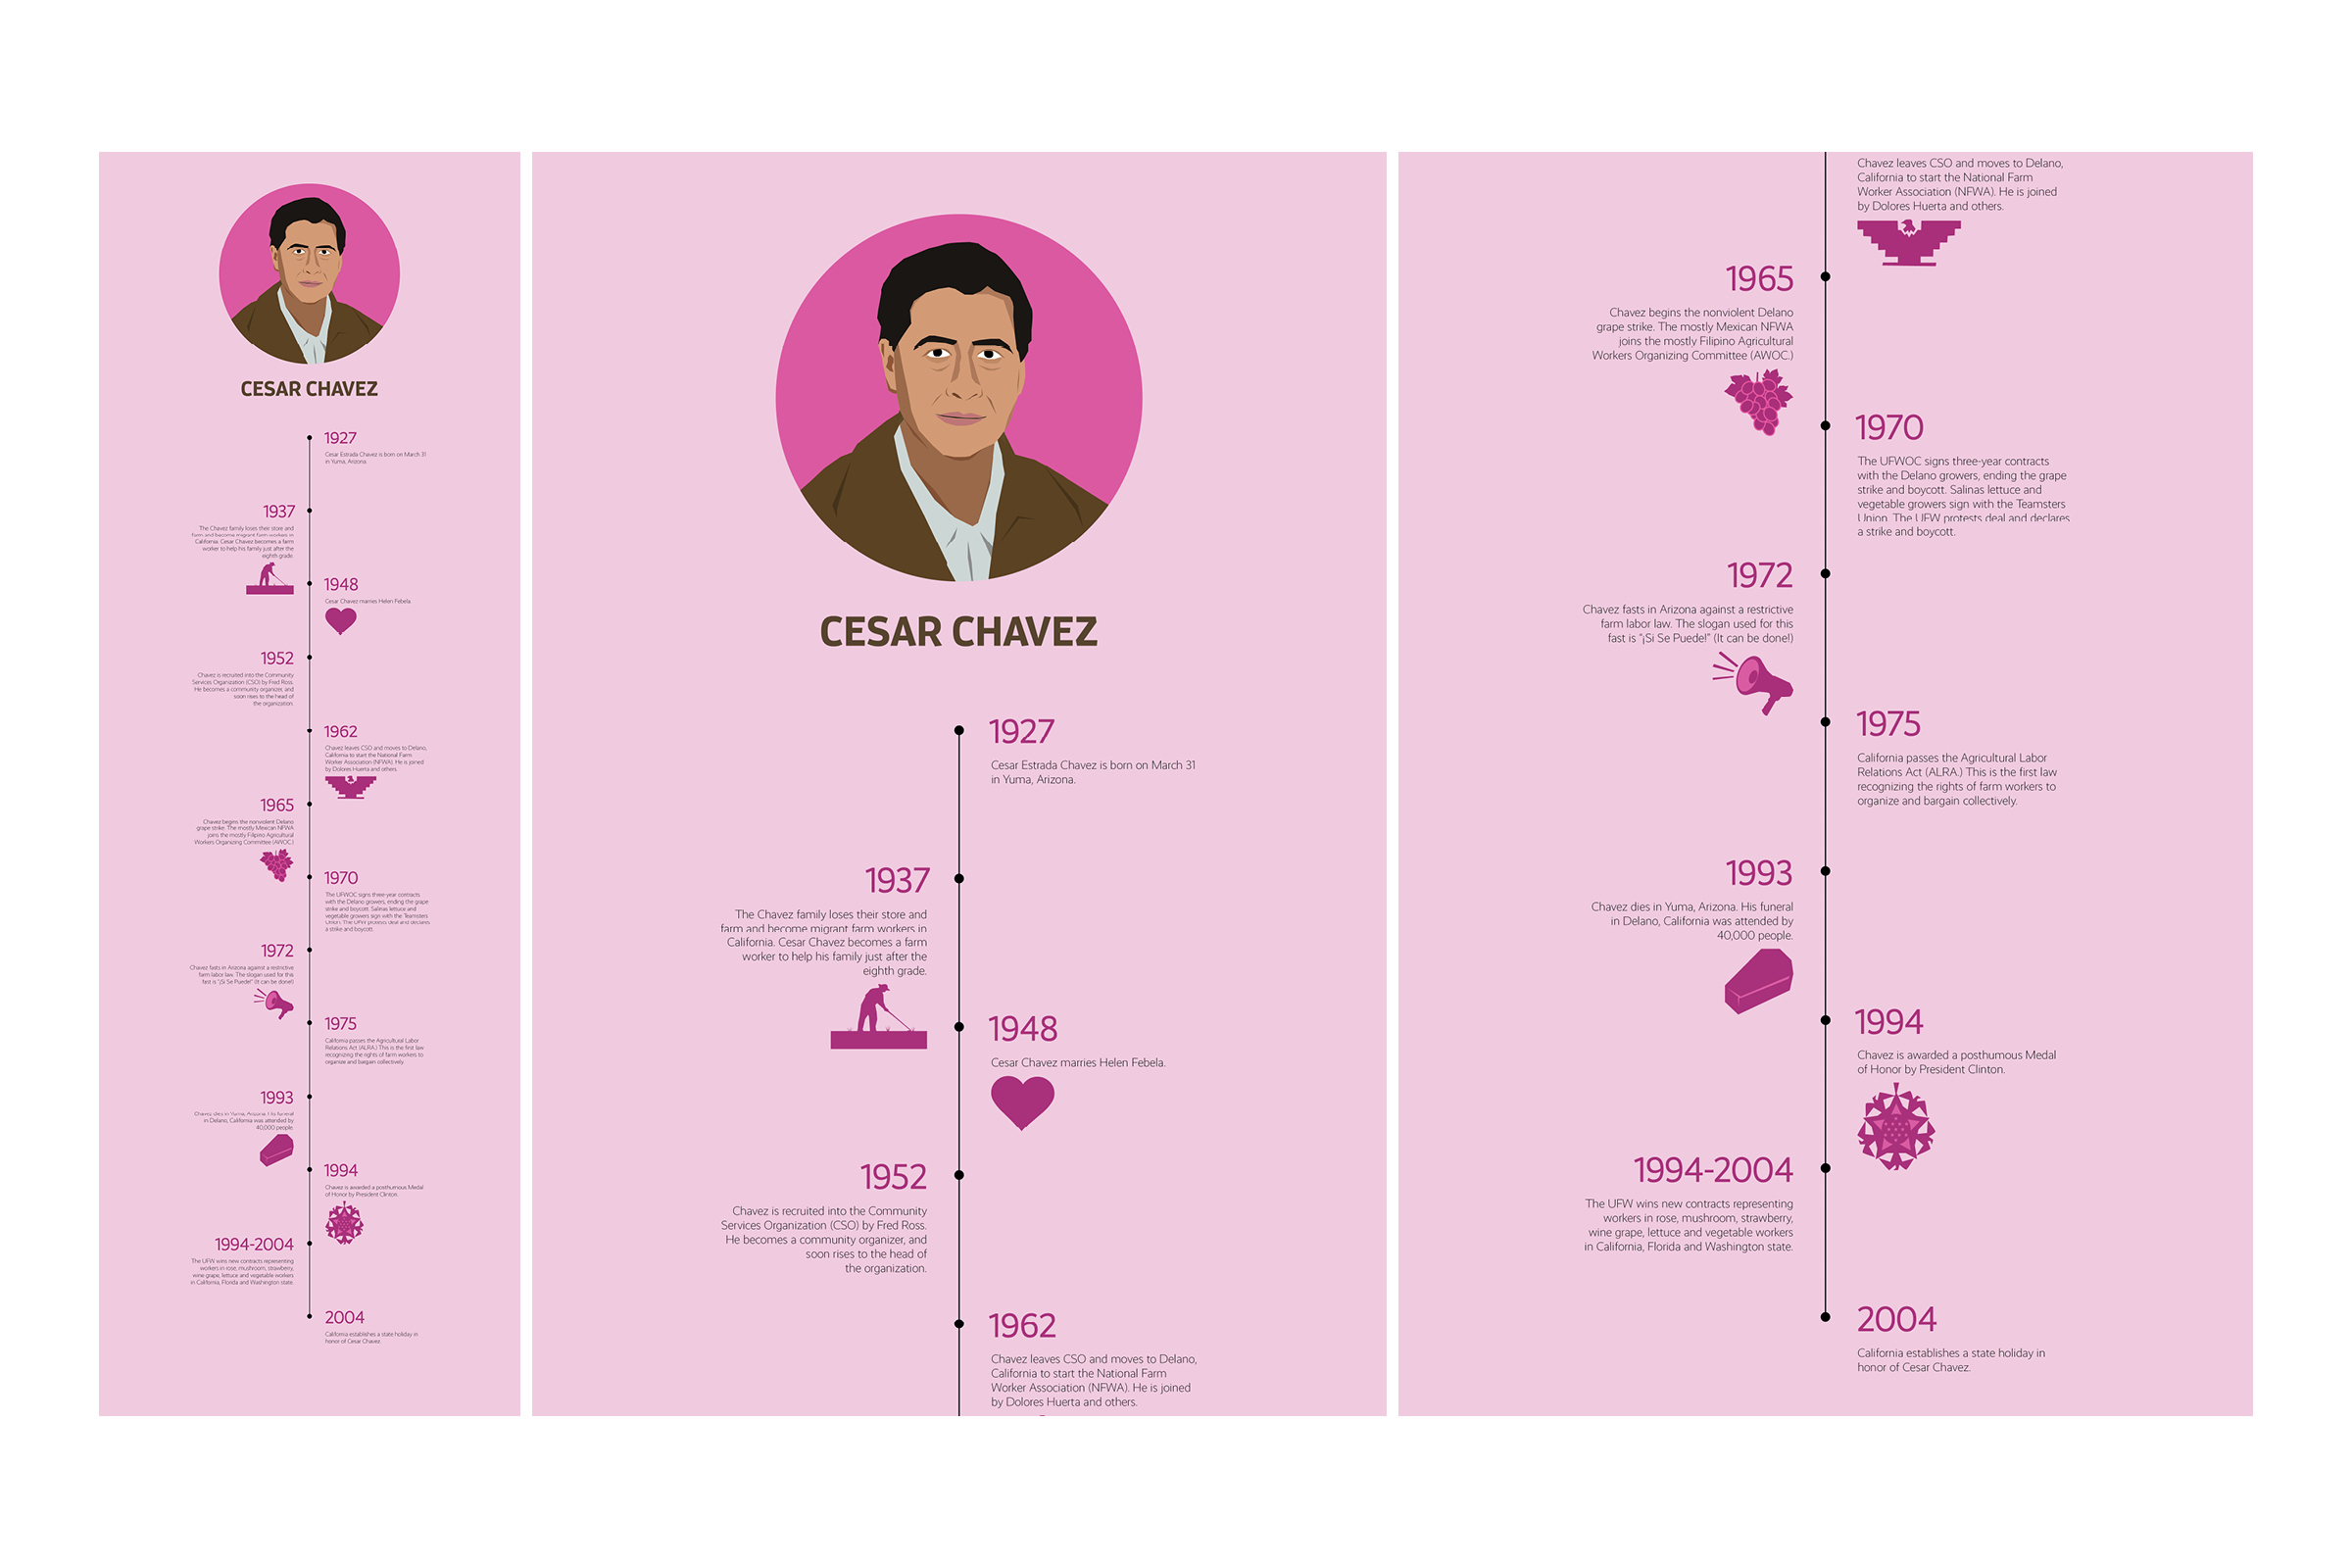 CESAR CHAVEZ
1927
Cesar Estrada Chavez is born on March 31
in Yuma, Arizona.
1937
The Chavez family loses their store and
farm and become migrant farm workers in
California. Cesar Chavez becomes a farm
worker to help his family just after the
eighth grade.
1948
Cesar Chavez marries Helen Febela.
1952
Chavez is recruited into the Community
Services Organization (CSO) by Fred Ross.
He becomes a community organizer, and
soon rises to the head of
the organization.
1962
Chavez leaves CSO and moves to Delano,
California to start the National Farm
Worker Association (NFWA). He is joined
by Dolores Huerta and others.
1965
Chavez begins the nonviolent Delano
grape strike. The mostly Mexican NFWA
joins the mostly Filipino Agricultural
Workers Organizing Committee (AWOC.)
1970
The UFWOC signs three-year contracts
with the Delano growers, ending the grape
strike and boycott. Salinas lettuce and
vegetable growers sign with the Teamsters
Union. The UFW protests deal and declares
a strike and boycott.
1972
Chavez fasts in Arizona against a restrictive
farm labor law. The slogan used for this
fast is "¡Si Se Puede!" (It can be done!)
1975
California passes the Agricultural Labor
Relations Act (ALRA.) This is the first law
recognizing the rights of farm workers to
organize and bargain collectively.
1993
Chavez dies in Yuma, Arizona. His funeral
in Delano, California was attended by
40,000 people.
1994
Chavez is awarded a posthumous Medal
of Honor by President Clinton.
1994-2004
The UFW wins new contracts representing
workers in rose, mushroom, strawberry,
wine grape, lettuce and vegetable workers
in California, Florida and Washington state.
2004
California establishes a state holiday in
honor of Cesar Chavez.
CESAR CHAVEZ
1927
Cesar Estrada Chavez is born on March 31
in Yuma, Arizona.
1937
The Chavez family loses their store and
farm and become migrant farm workers in
California. Cesar Chavez becomes a farm
worker to help his family just after the
eighth grade.
1948
Cesar Chavez marries Helen Febela.
1952
Chavez is recruited into the Community
Services Organization (CSO) by Fred Ross.
He becomes a community organizer, and
soon rises to the head of
the organization.
1962
Chavez leaves CSO and moves to Delano,
California to start the National Farm
Worker Association (NFWA). He is joined
by Dolores Huerta and others.
Chavez leaves CSO and moves to Delano,
California to start the National Farm
Worker Association (NFWA). He is joined
by Dolores Huerta and others.
1965
Chavez begins the nonviolent Delano
grape strike. The mostly Mexican NFWA
joins the mostly Filipino Agricultural
Workers Organizing Committee (AWOC.)
1970
The UFWOC signs three-year contracts
with the Delano growers, ending the grape
strike and boycott. Salinas lettuce and
vegetable growers sign with the Teamsters
Union. The UFW protests deal and declares
a strike and boycott.
1972
Chavez fasts in Arizona against a restrictive
farm labor law. The slogan used for this
fast is "¡Si Se Puede!" (It can be done!)
1975
California passes the Agricultural Labor
Relations Act (ALRA.) This is the first law
recognizing the rights of farm workers to
organize and bargain collectively.
1993
Chavez dies in Yuma, Arizona. His funeral
in Delano, California was attended by
40,000 people.
1994
Chavez is awarded a posthumous Medal
of Honor by President Clinton.
1994-2004
The UFW wins new contracts representing
workers in rose, mushroom, strawberry,
wine grape, lettuce and vegetable workers
in California, Florida and Washington state.
2004
California establishes a state holiday in
honor of Cesar Chavez.